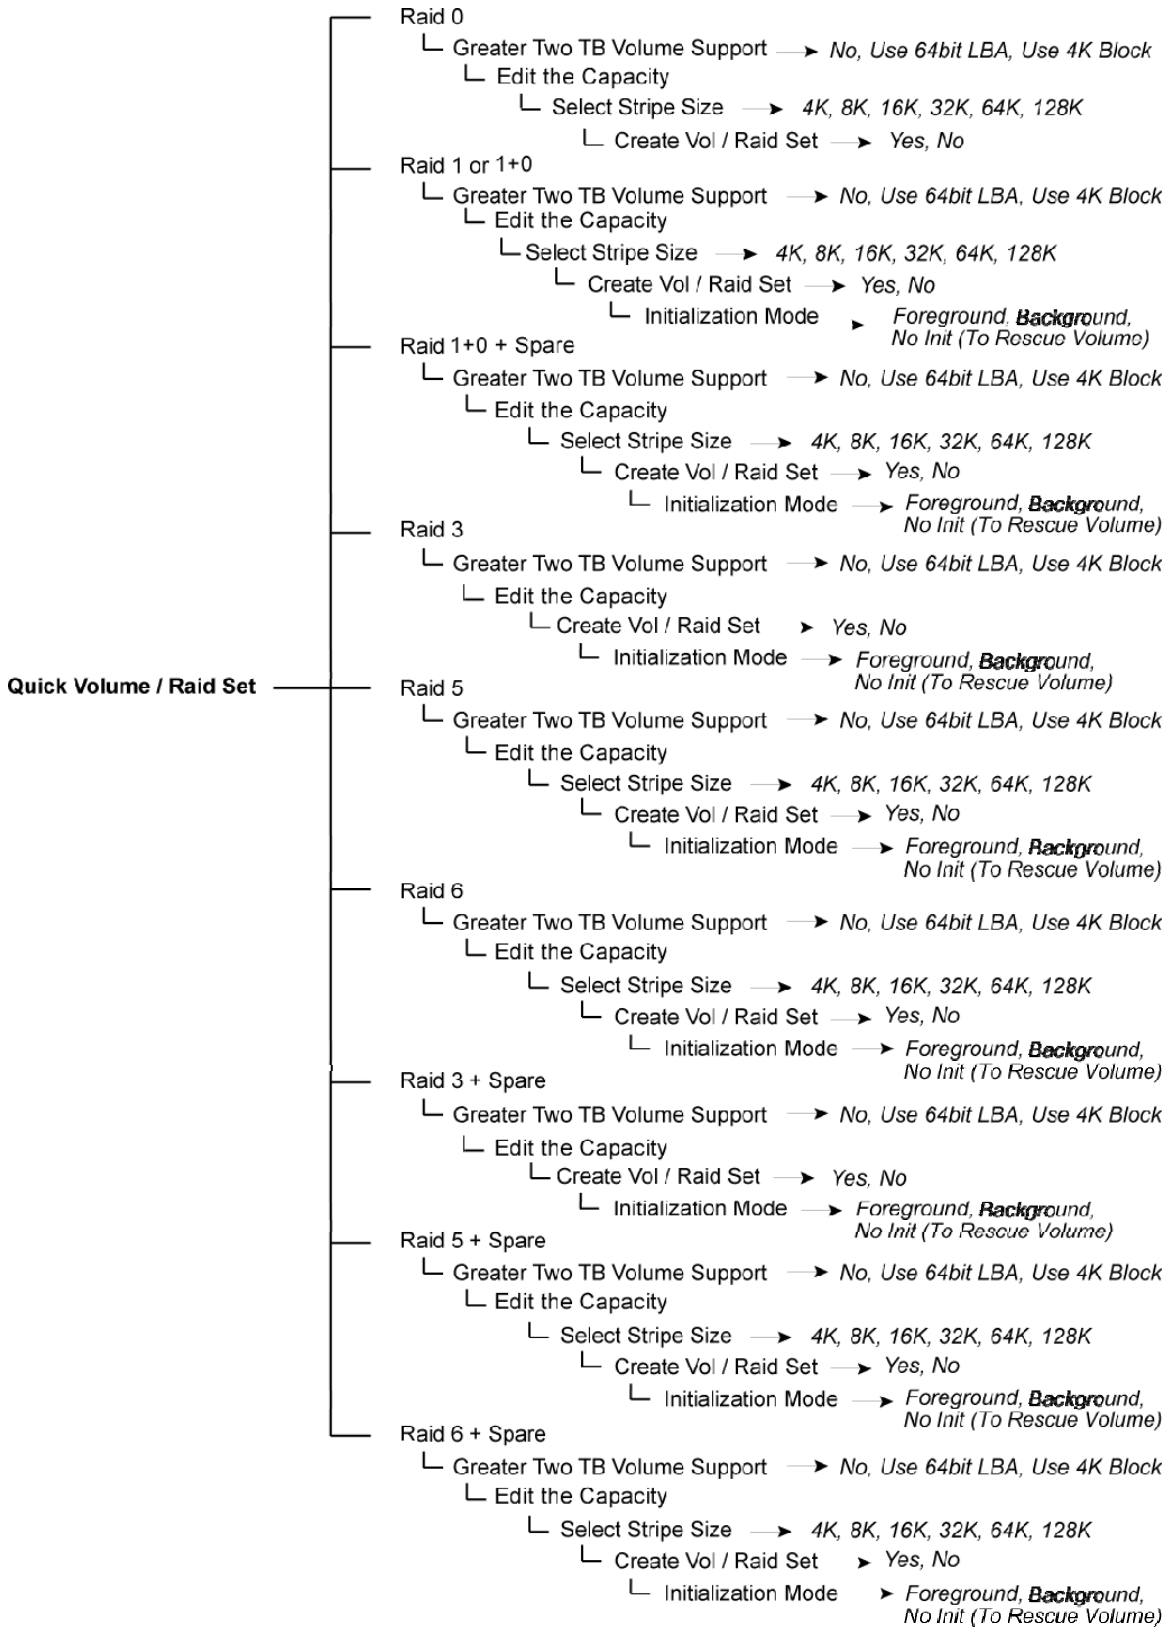 Raid 0
Greater Two TB Volume Support No, Use 64bit LBA, Use 4K Block
Edit the Capacity
Select Stripe Size 4K, 8K, 16K, 32K, 64K, 128K
Create Vol / Raid Set Yes, No
Raid 1 or 1+0
Greater Two TB Volume Support No, Use 64bit LBA, Use 4K Block
Edit the Capacity
Select Stripe Size 4K, 8K, 16K, 32K, 64K, 128K
Create Vol / Raid Set Yes, No
Initialization Mode Foreground, Background,
No Init (To Rescue Volume)
Raid 1+0 + Spare
Greater Two TB Volume Support No, Use 64bit LBA, Use 4K Block
Edit the Capacity
Select Stripe Size 4K, 8K, 16K, 32K, 64K, 128K
Create Vol / Raid Set Yes, No
Initialization Mode Foreground, Background,
No Init (To Rescue Volume)
Raid 3
Greater Two TB Volume Support No, Use 64bit LBA, Use 4K Block
Edit the Capacity
Create Vol / Raid Set Yes, No
Initialization Mode Foreground, Background,
No Init (To Rescue Volume)
Quick Volume / Raid Set
Raid 5
Greater Two TB Volume Support No, Use 64bit LBA, Use 4K Block
Edit the Capacity
Select Stripe Size 4K, 8K, 16K, 32K, 64K, 128K
Create Vol / Raid Set Yes, No
Initialization Mode Foreground, Background,
No Init (To Rescue Volume)
Raid 6
Greater Two TB Volume Support No, Use 64bit LBA, Use 4K Block
Edit the Capacity
Select Stripe Size 4K, 8K, 16K, 32K, 64K, 128K
Create Vol / Raid Set Yes, No
Initialization Mode Foreground, Background,
No Init (To Rescue Volume)
Raid 3 + Spare
Greater Two TB Volume Support No, Use 64bit LBA, Use 4K Block
Edit the Capacity
Create Vol / Raid Set Yes, No
Initialization Mode Foreground, Background,
No Init (To Rescue Volume)
Raid 5 + Spare
Greater Two TB Volume Support No, Use 64bit LBA, Use 4K Block
Edit the Capacity
Select Stripe Size 4K, 8K, 16K, 32K, 64K, 128K
Create Vol / Raid Set Yes, No
Initialization Mode Foreground, Background,
No Init (To Rescue Volume)
Raid 6 + Spare
Greater Two TB Volume Support No, Use 64bit LBA, Use 4K Block
Edit the Capacity
Select Stripe Size 4K, 8K, 16K, 32K, 64K, 128K
Create Vol / Raid Set Yes, No
Initialization Mode Foreground, Background,
No Init (To Rescue Volume)